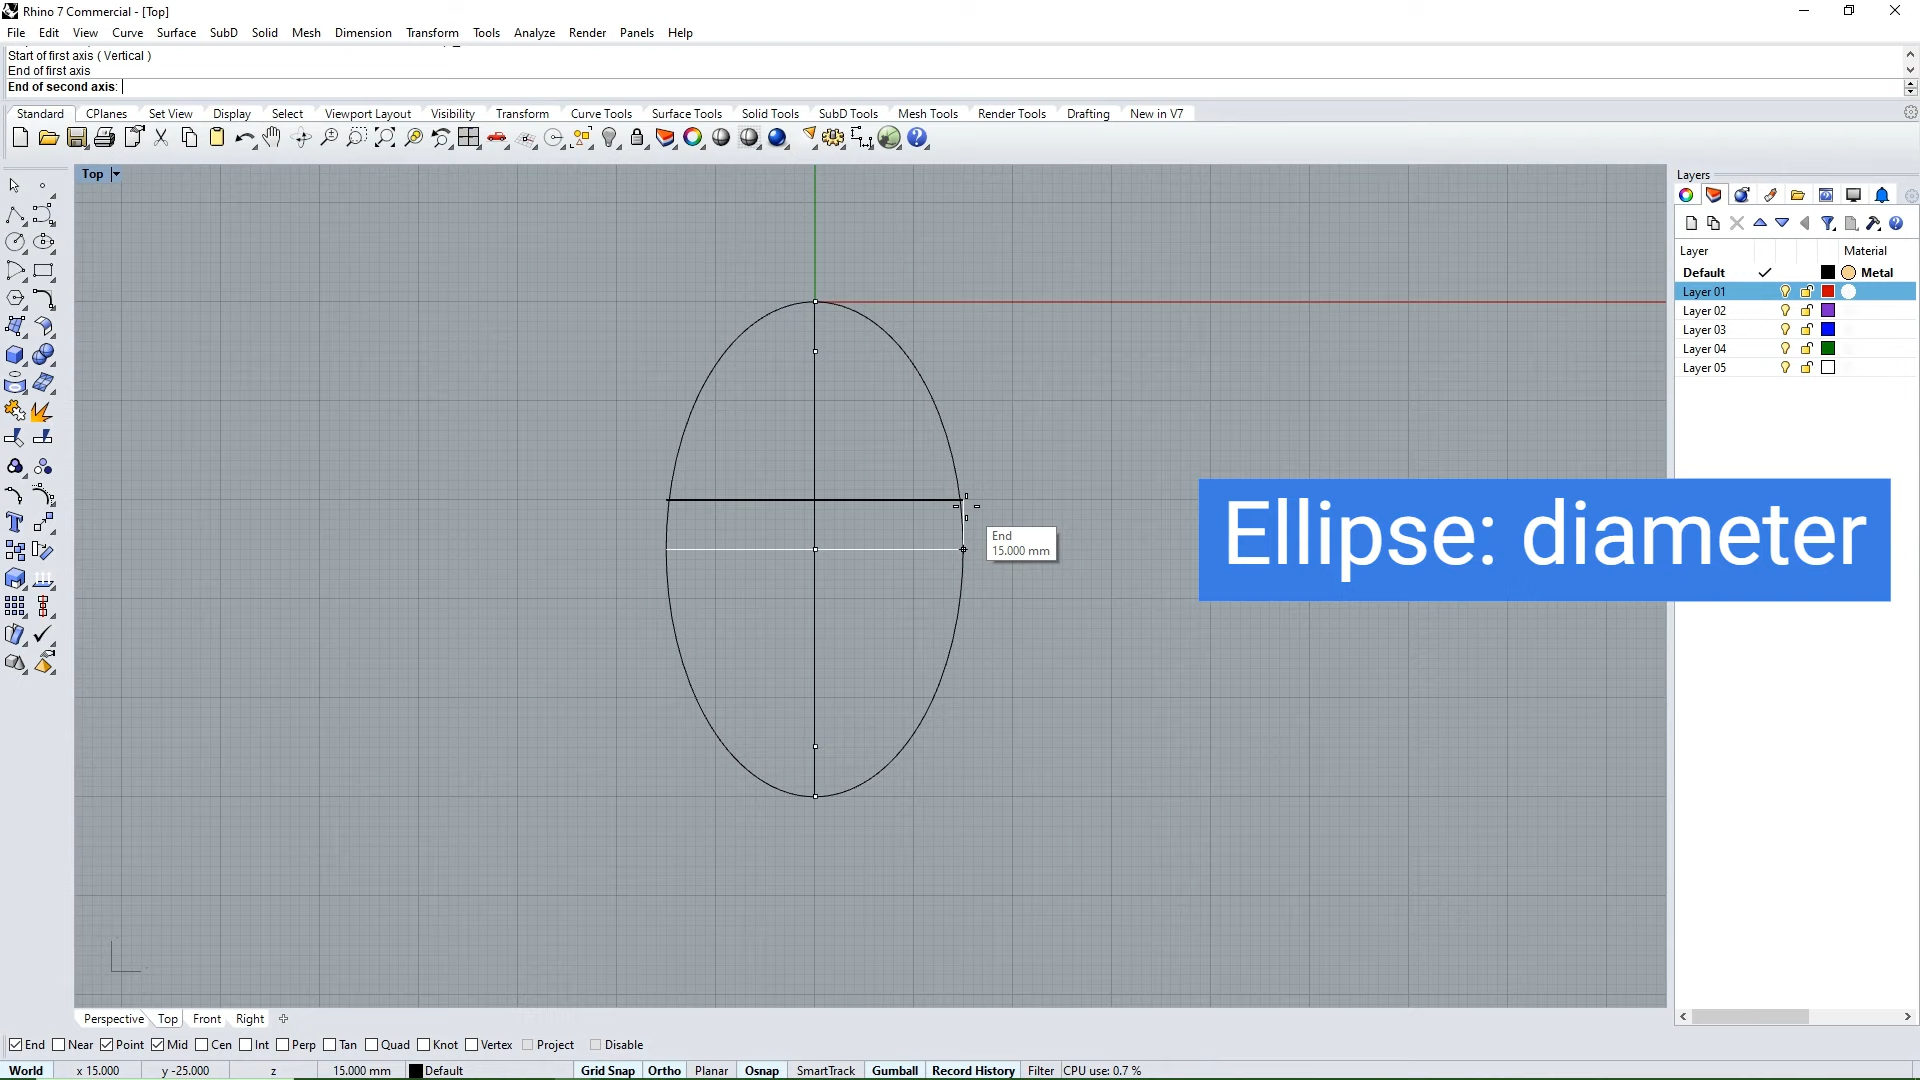 Rhino 7 Commercial - [Top]
File Edit View Curve Surface SubD Solid Mesh Dimension Transform Tools Analyze Render Panels Help
Start of first axis ( Vertical )
End of first axis
End of second axis:
Standard CPlanes Set View Display Select Viewport Layout Visibility Transform Curve Tools Surface Tools Solid Tools SubD Tools Mesh Tools Render Tools Drafting New in V7
Top
Layers
Layer Material
Default Metal
Layer 01
Layer 02
Layer 03
Layer 04
Layer 05
End
15.000 mm
Ellipse: diameter
Perspective Top Front Right
End Near Point Mid Cen Int Perp Tan Quad Knot Vertex Project Disable
World x 15.000 y -25.000 z 15.000 mm Default Grid Snap Ortho Planar Osnap SmartTrack Gumball Record History Filter CPU use: 0.7 %